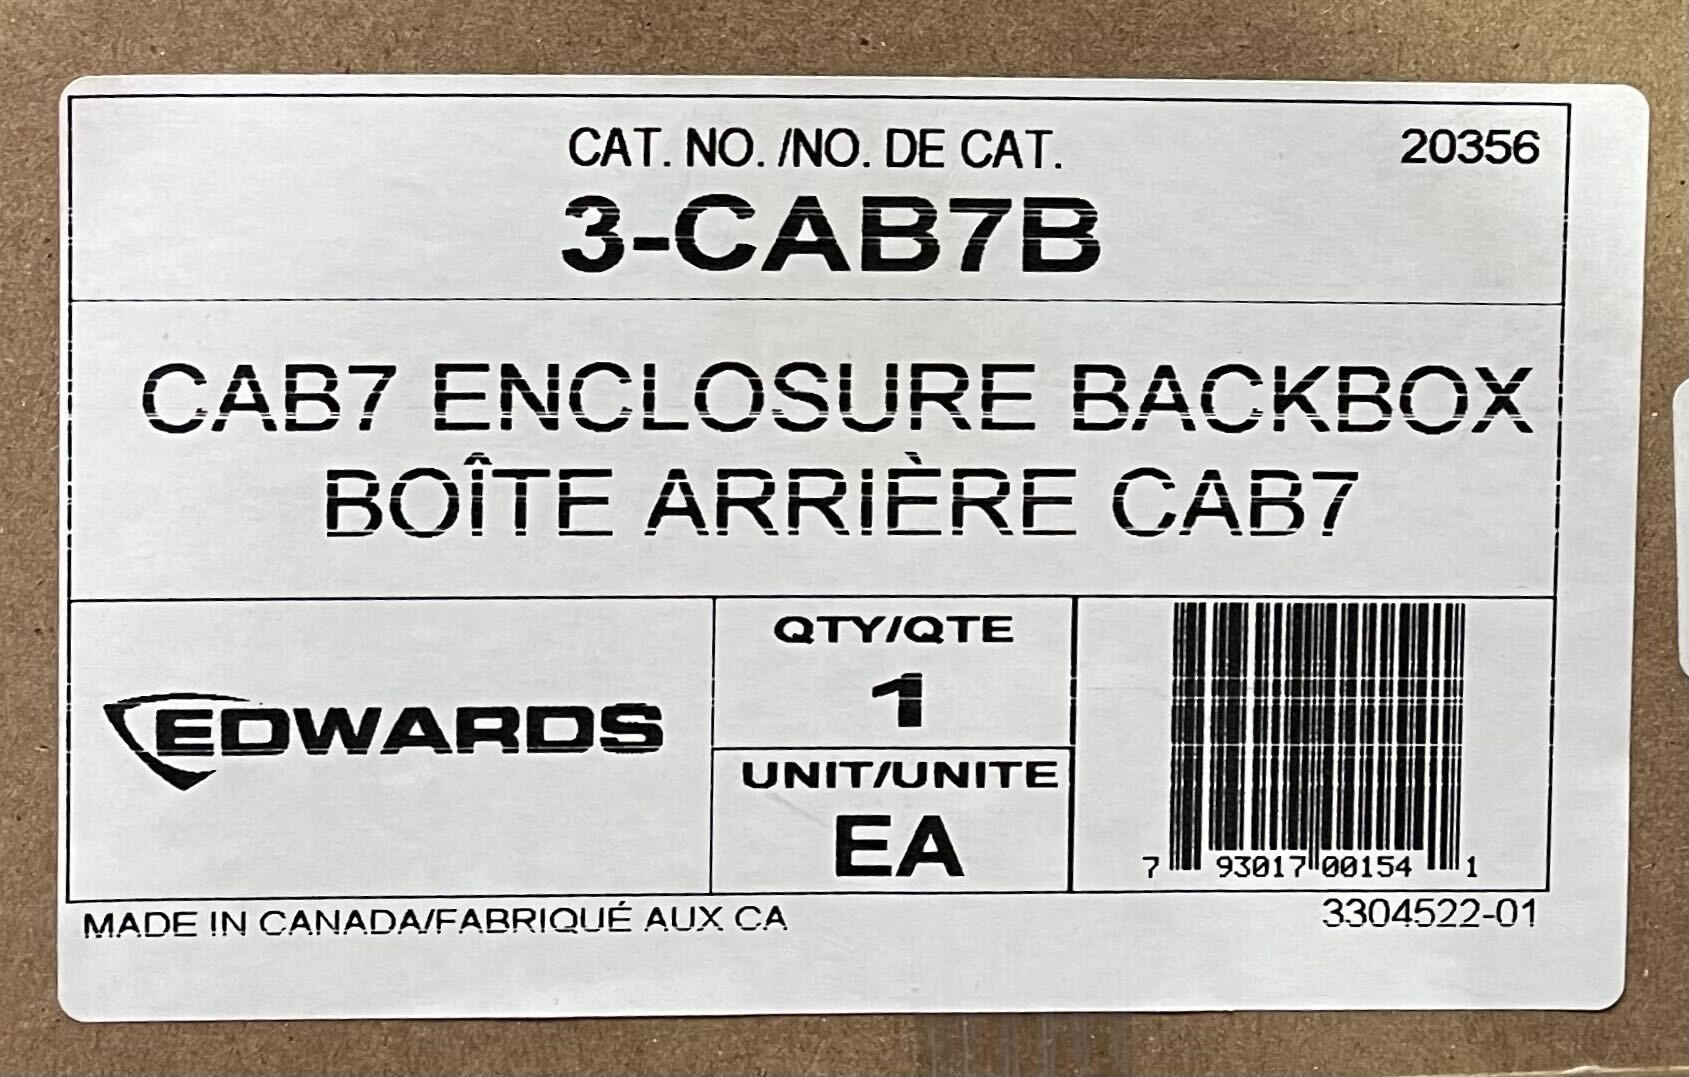 CAT. NO. /NO. DE CAT.
20356
3-CAB7B
CAB7 ENCLOSURE BACKBOX
BOÎTE ARRIÈRE CAB7
EDWARDS
QTY/QTE
1
UNIT/UNITE
EA
7 93017 00154 1
MADE IN CANADA/FABRIQUÉ AUX CA
3304522-01